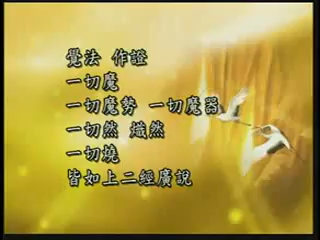 覺法 作證
一切魔
一切魔勢 一切魔器
一切然 熾然
一切燒
皆如上二經廣說